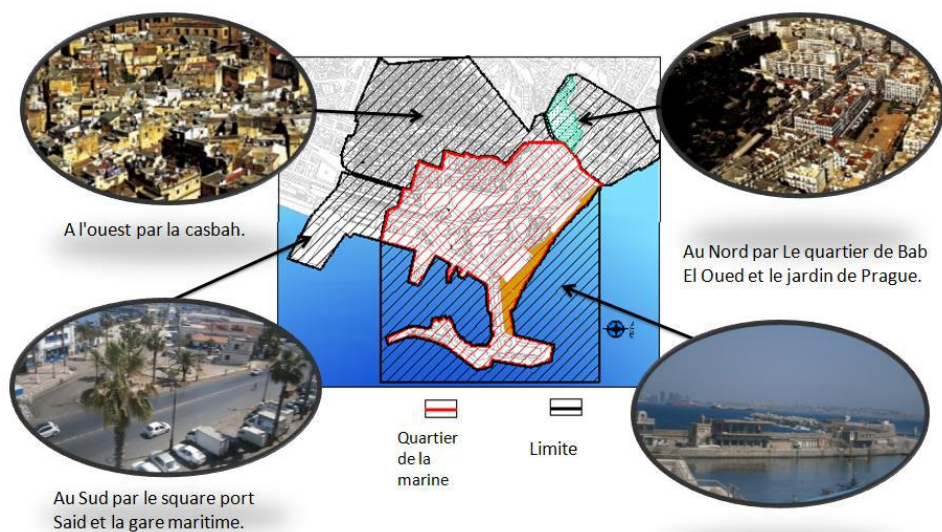 A l'ouest par la casbah.
Au Nord par Le quartier de Bab
El Oued et le jardin de Prague.
Quartier
de la
marine
Limite
Au Sud par le square port
Said et la gare maritime.